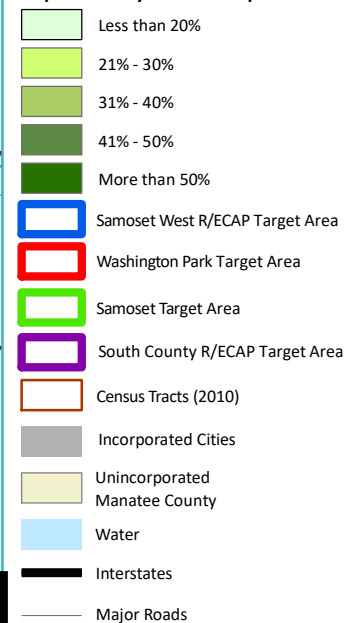 Less than 20%
21% - 30%
31% - 40%
41% - 50%
More than 50%
Samoset West R/ECAP Target Area
Washington Park Target Area
Samoset Target Area
South County R/ECAP Target Area
Census Tracts (2010)
Incorporated Cities
Unincorporated
Manatee County
Water
Interstates
Major Roads